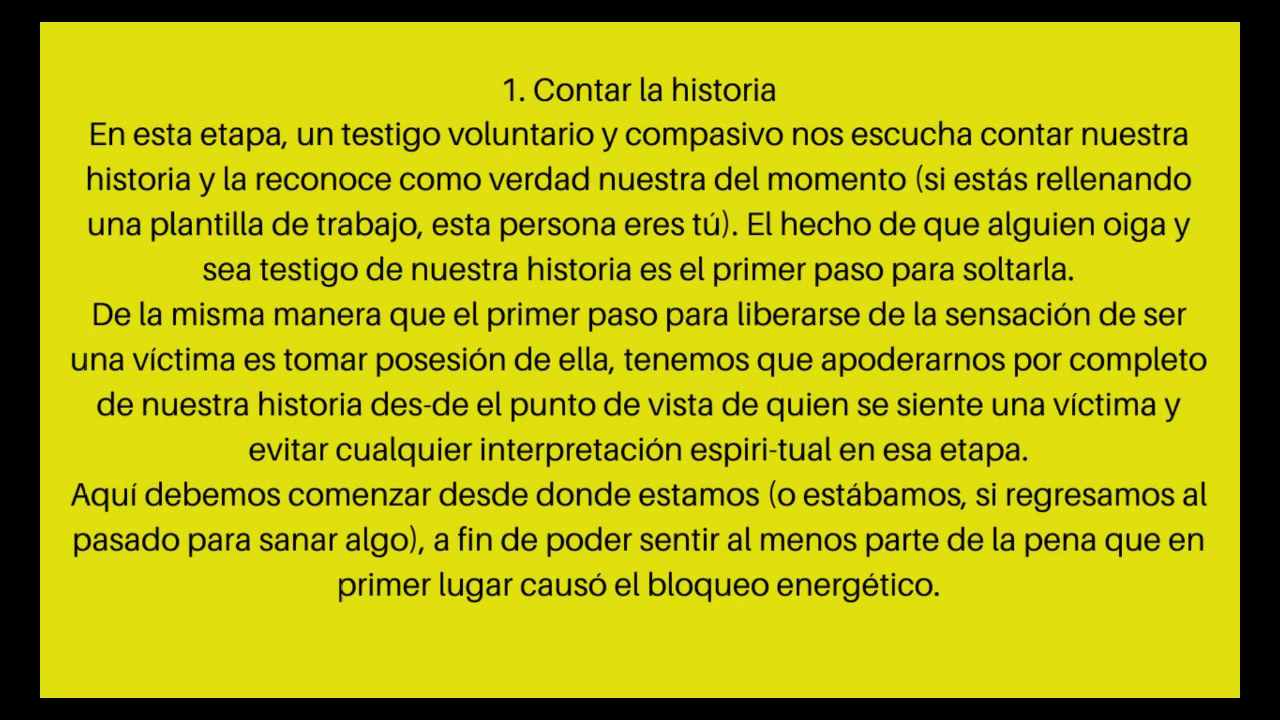 1. Contar la historia
En esta etapa, un testigo voluntario y compasivo nos escucha contar nuestra
historia y la reconoce como verdad nuestra del momento (si estás rellenando
una plantilla de trabajo, esta persona eres tú). El hecho de que alguien oiga y
sea testigo de nuestra historia es el primer paso para soltarla.
De la misma manera que el primer paso para liberarse de la sensación de ser
una víctima es tomar posesión de ella, tenemos que apoderarnos por completo
de nuestra historia des-de el punto de vista de quien se siente una víctima y
evitar cualquier interpretación espiri-tual en esa etapa.
Aquí debemos comenzar desde donde estamos (o estábamos, si regresamos al
pasado para sanar algo), a fin de poder sentir al menos parte de la pena que en
primer lugar causó el bloqueo energético.